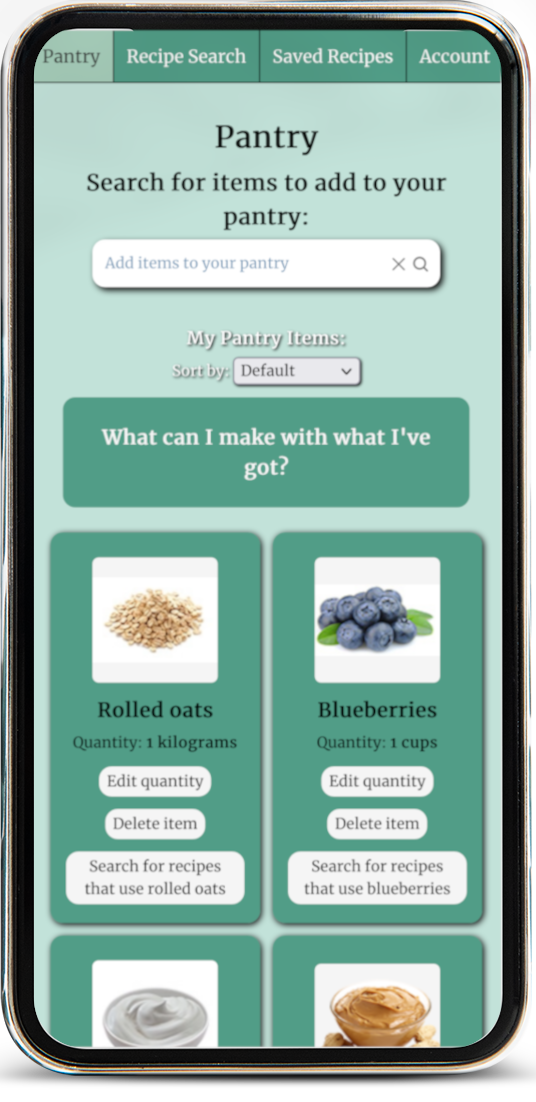 Pantry
Recipe Search
Saved Recipes
Account
Pantry
Search for items to add to your
pantry:
Add items to your pantry
My Pantry Items:
Sort by: Default
What can I make with what I've
got?
Rolled oats
Quantity: 1 kilograms
Edit quantity
Delete item
Search for recipes
that use rolled oats
Blueberries
Quantity: 1 cups
Edit quantity
Delete item
Search for recipes
that use blueberries